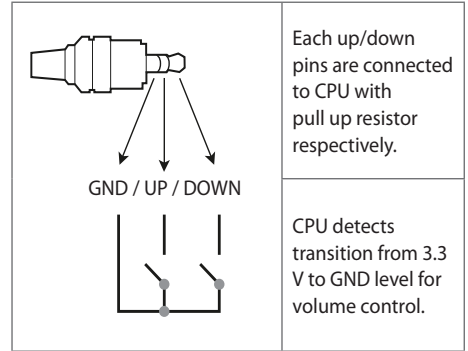 Each up/down
pins are connected
to CPU with
pull up resistor
respectively.
GND / UP / DOWN
CPU detects
transition from 3.3
V to GND level for
volume control.